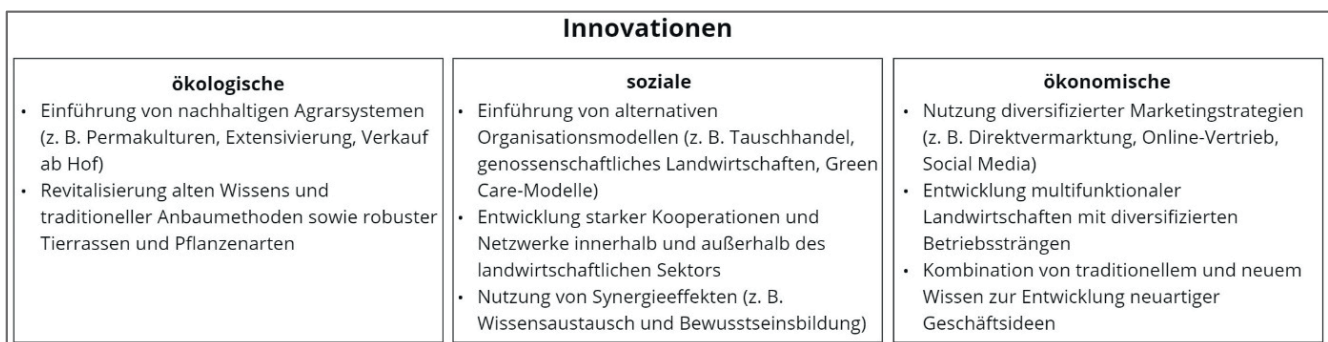 Innovationen
ökologische
• Einführung von nachhaltigen Agrarsystemen
(z. B. Permakulturen, Extensivierung, Verkauf
ab Hof)
• Revitalisierung alten Wissens und
traditioneller Anbaumethoden sowie robuster
Tierrassen und Pflanzenarten
soziale
• Einführung von alternativen
Organisationsmodellen (z. B. Tauschhandel,
genossenschaftliches Landwirtschaften, Green
Care-Modelle)
• Entwicklung starker Kooperationen und
Netzwerke innerhalb und außerhalb des
landwirtschaftlichen Sektors
• Nutzung von Synergieeffekten (z. B.
Wissensaustausch und Bewusstseinsbildung)
ökonomische
• Nutzung diversifizierter Marketingstrategien
(z. B. Direktvermarktung, Online-Vertrieb,
Social Media)
• Entwicklung multifunktionaler
Landwirtschaften mit diversifizierten
Betriebssträngen
• Kombination von traditionellem und neuem
Wissen zur Entwicklung neuartiger
Geschäftsideen